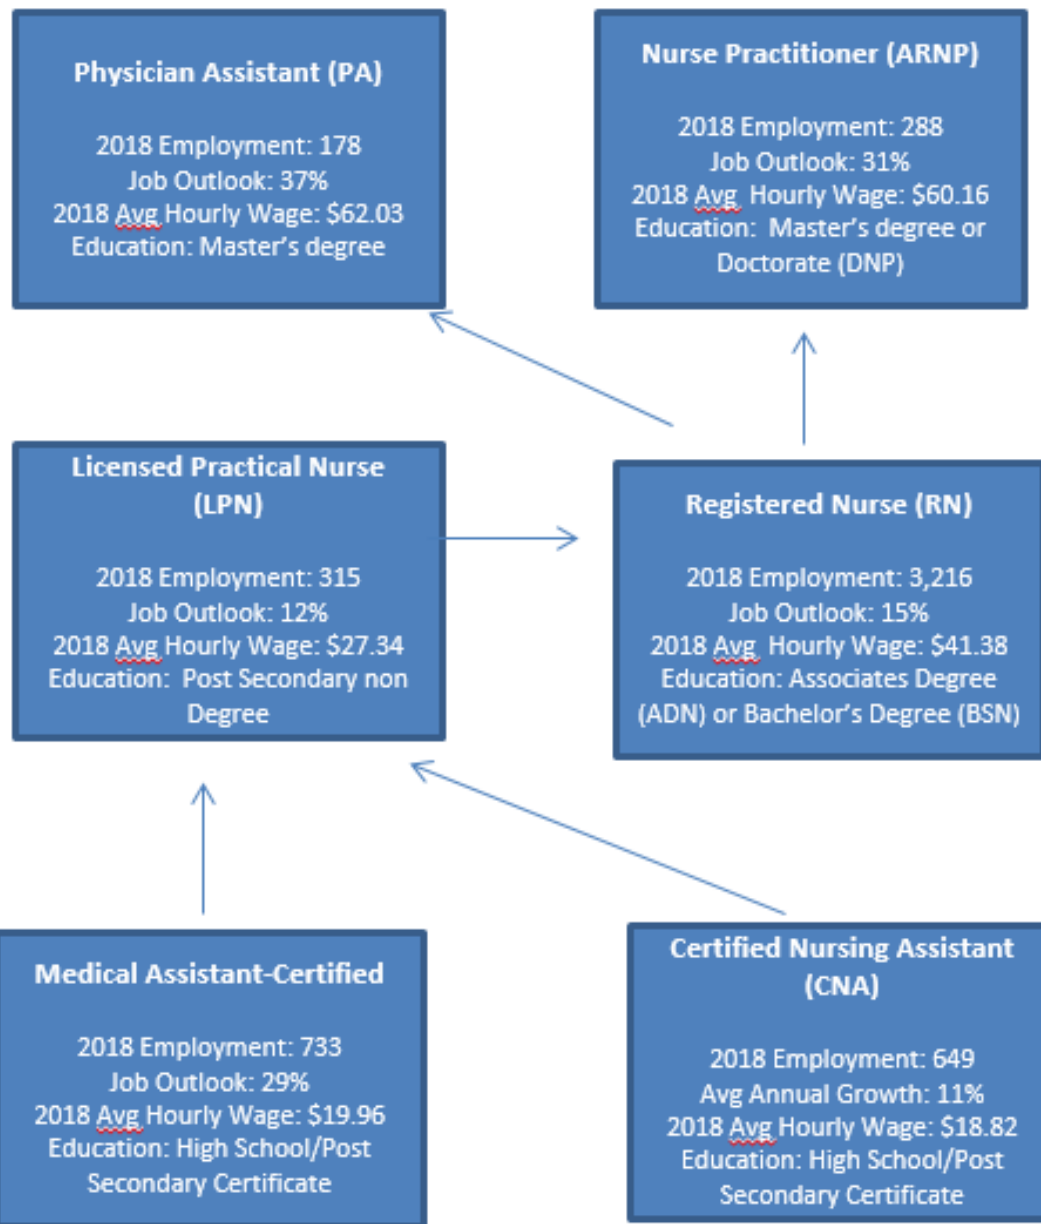 Physician Assistant (PA)
2018 Employment: 178
Job Outlook: 37%
2018 Avg Hourly Wage: $62.03
Education: Master's degree
Nurse Practitioner (ARNP)
2018 Employment: 288
Job Outlook: 31%
2018 Avg  Hourly Wage: $60.16
Education:  Master's degree or
Doctorate (DNP)
Licensed Practical Nurse
(LPN)
2018 Employment: 315
Job Outlook: 12%
2018 Avg Hourly Wage: $27.34
Education:  Post Secondary non
Degree
Registered Nurse (RN)
2018 Employment: 3,216
Job Outlook: 15%
2018 Avg  Hourly Wage: $41.38
Education: Associates Degree
(ADN) or Bachelor's Degree (BSN)
Medical Assistant-Certified
2018 Employment: 733
Job Outlook: 29%
2018 Avg Hourly Wage: $19.96
Education: High School/Post
Secondary Certificate
Certified Nursing Assistant
(CNA)
2018 Employment: 649
Avg Annual Growth: 11%
2018 Avg Hourly Wage: $18.82
Education: High School/Post
Secondary Certificate